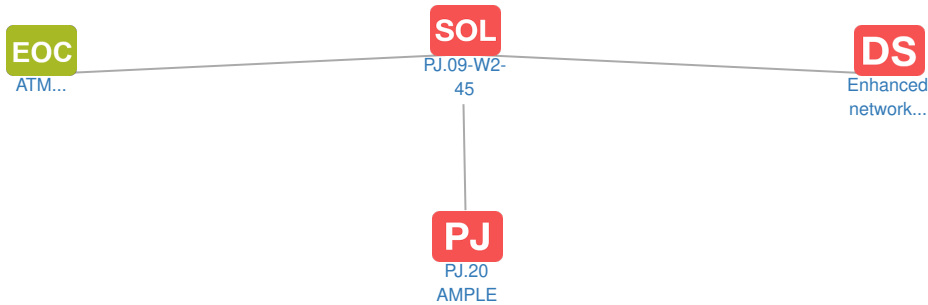 EOC
ATM...
SOL
PJ.09-W2-
45
DS
Enhanced
network...
PJ
PJ.20
AMPLE